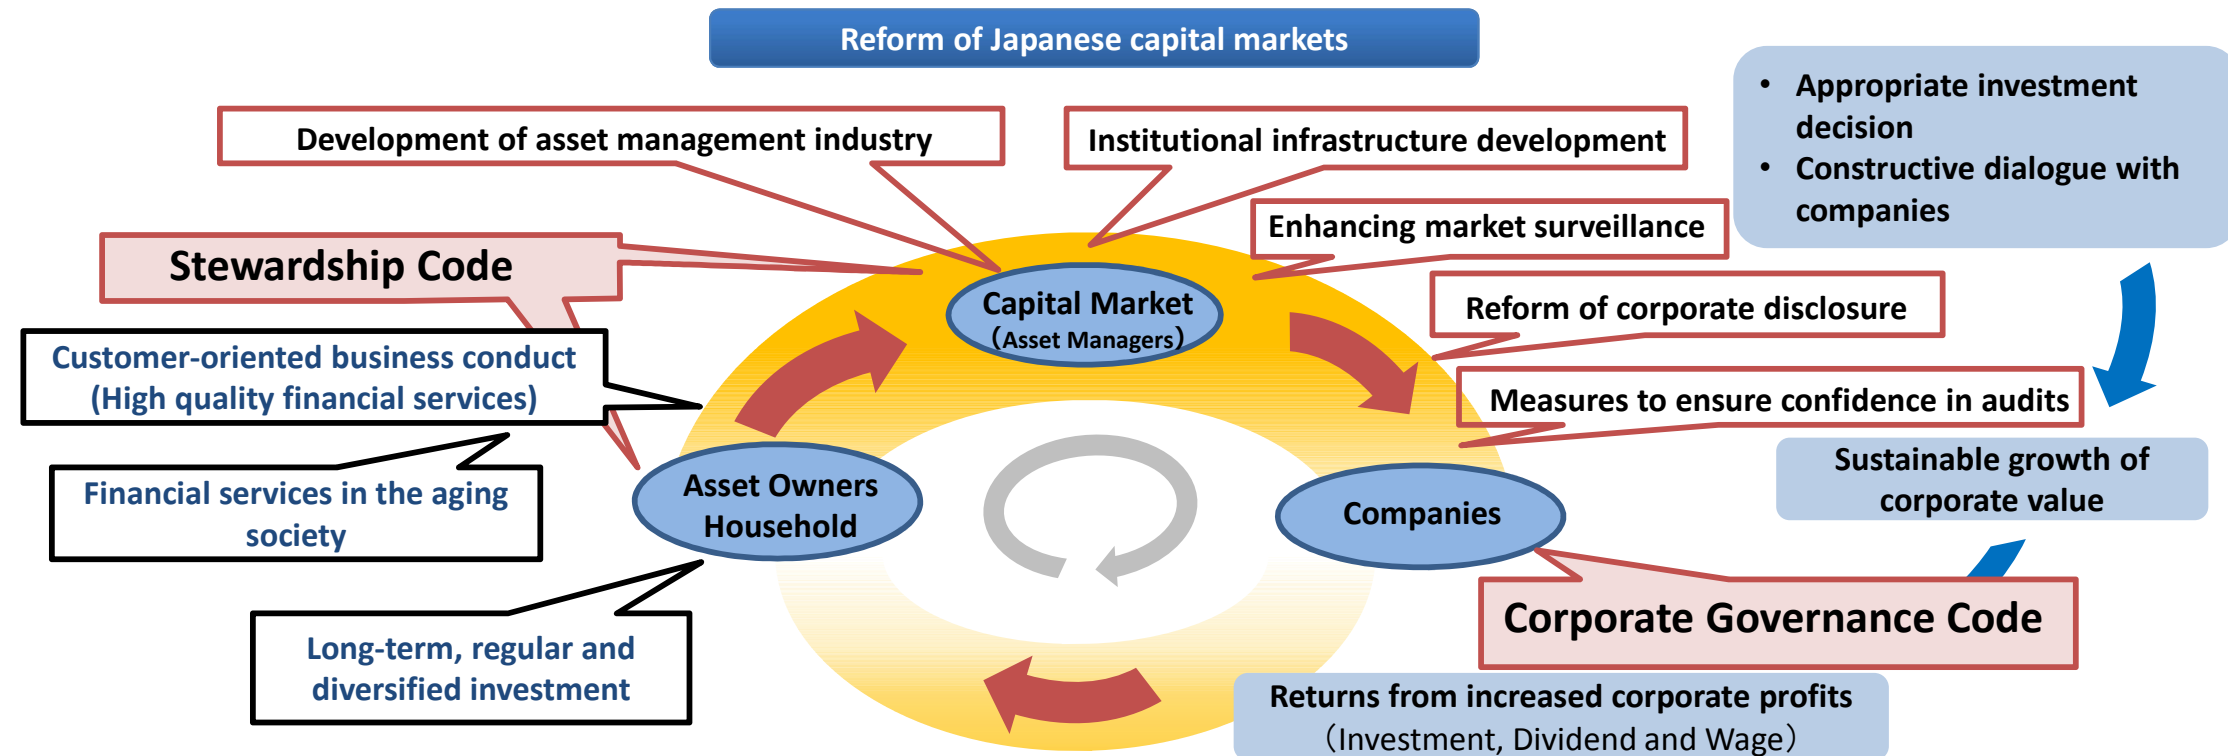 Reform of Japanese capital markets
• Appropriate investment
decision
• Constructive dialogue with
companies
Development of asset management industry
Institutional infrastructure development
Enhancing market surveillance
Stewardship Code
Capital Market
（Asset Managers）
Reform of corporate disclosure
Customer-oriented business conduct
(High quality financial services)
Measures to ensure confidence in audits
Sustainable growth of
corporate value
Financial services in the aging
society
Asset Owners
Household
Companies
Corporate Governance Code
Long-term, regular and
diversified investment
Returns from increased corporate profits
（Investment, Dividend and Wage）